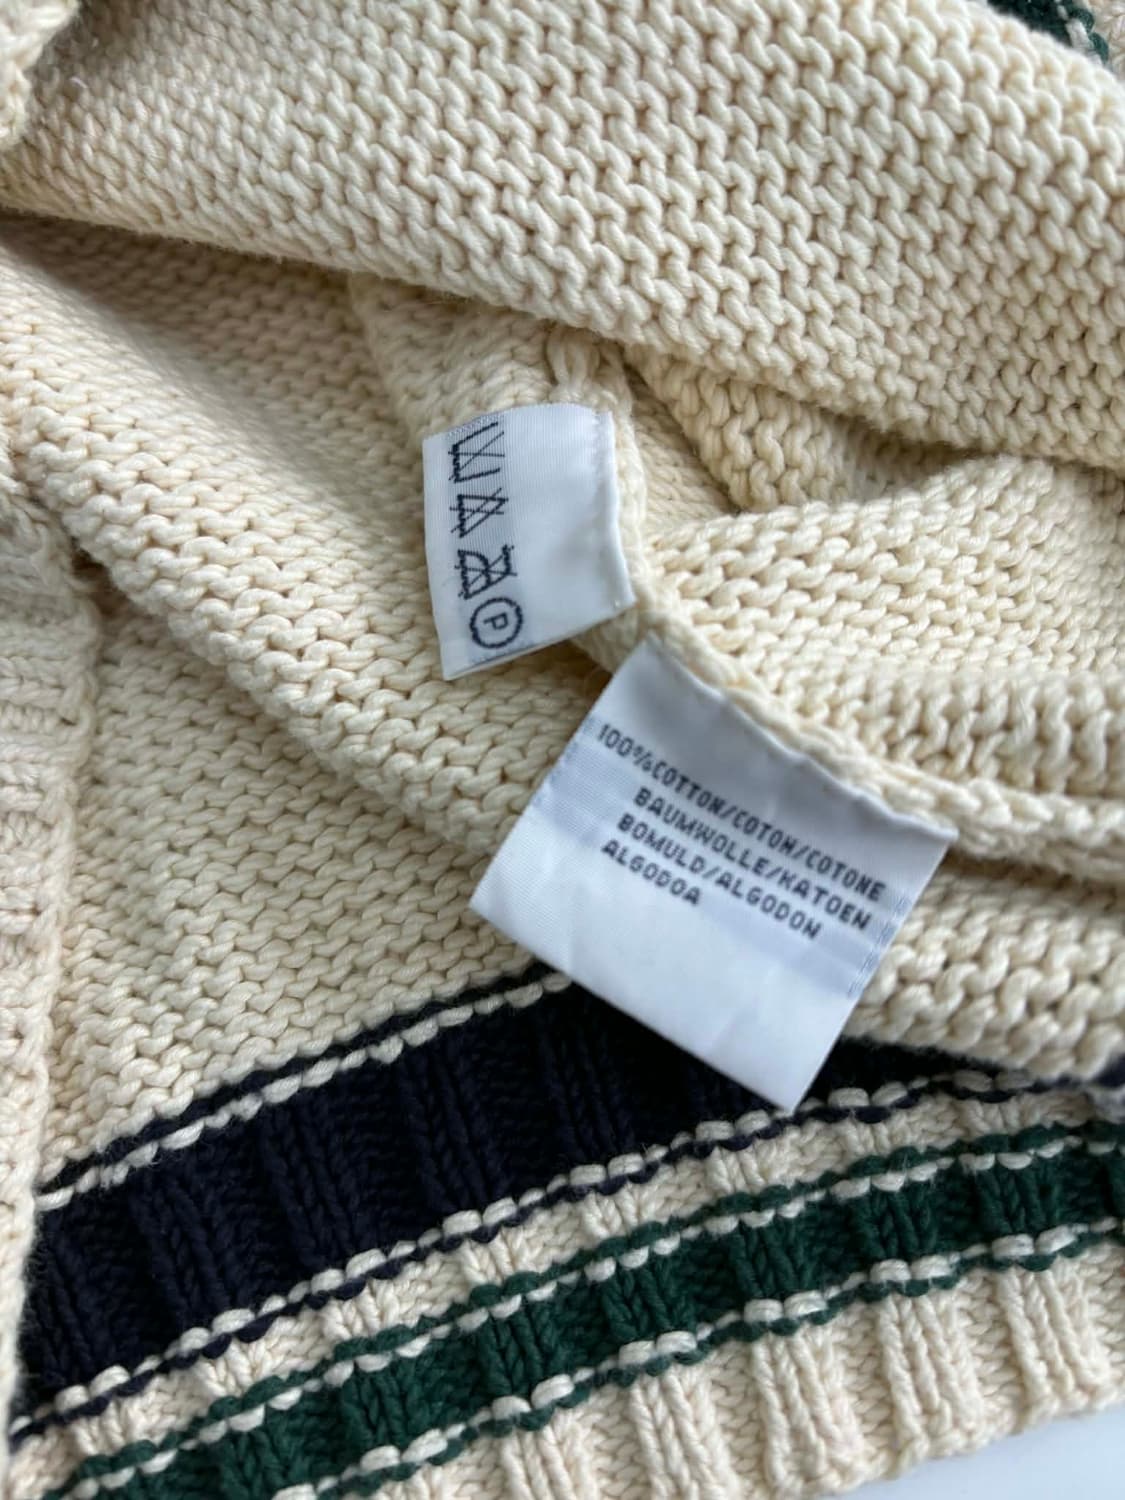 P
100%COTTON/COTON/COTONE
BAUMWOLLE/KATOEN
BOMULD/ALGODON
ALGODOA